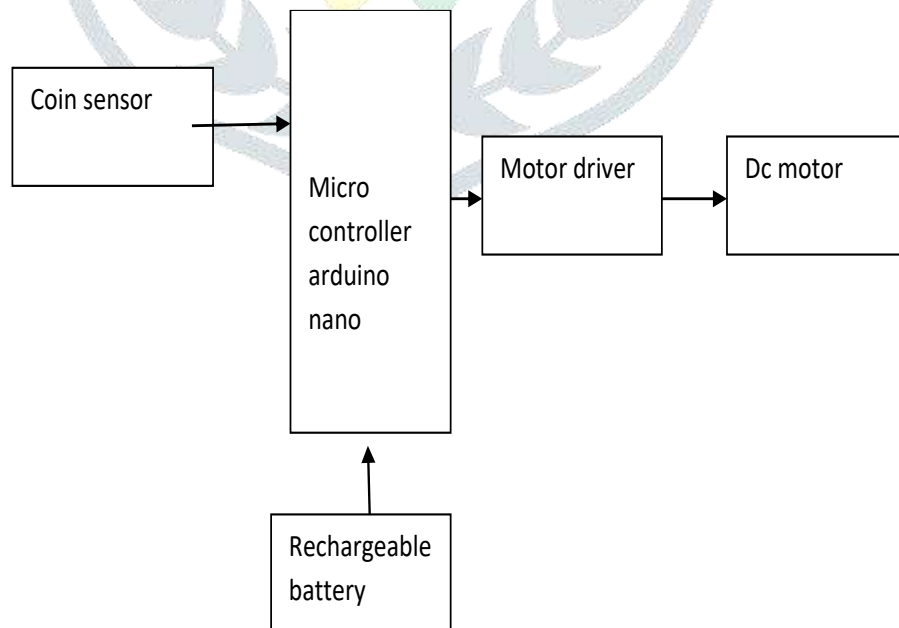 Coin sensor
Micro
controller
arduino
nano
Motor driver
Dc motor
Rechargeable
battery